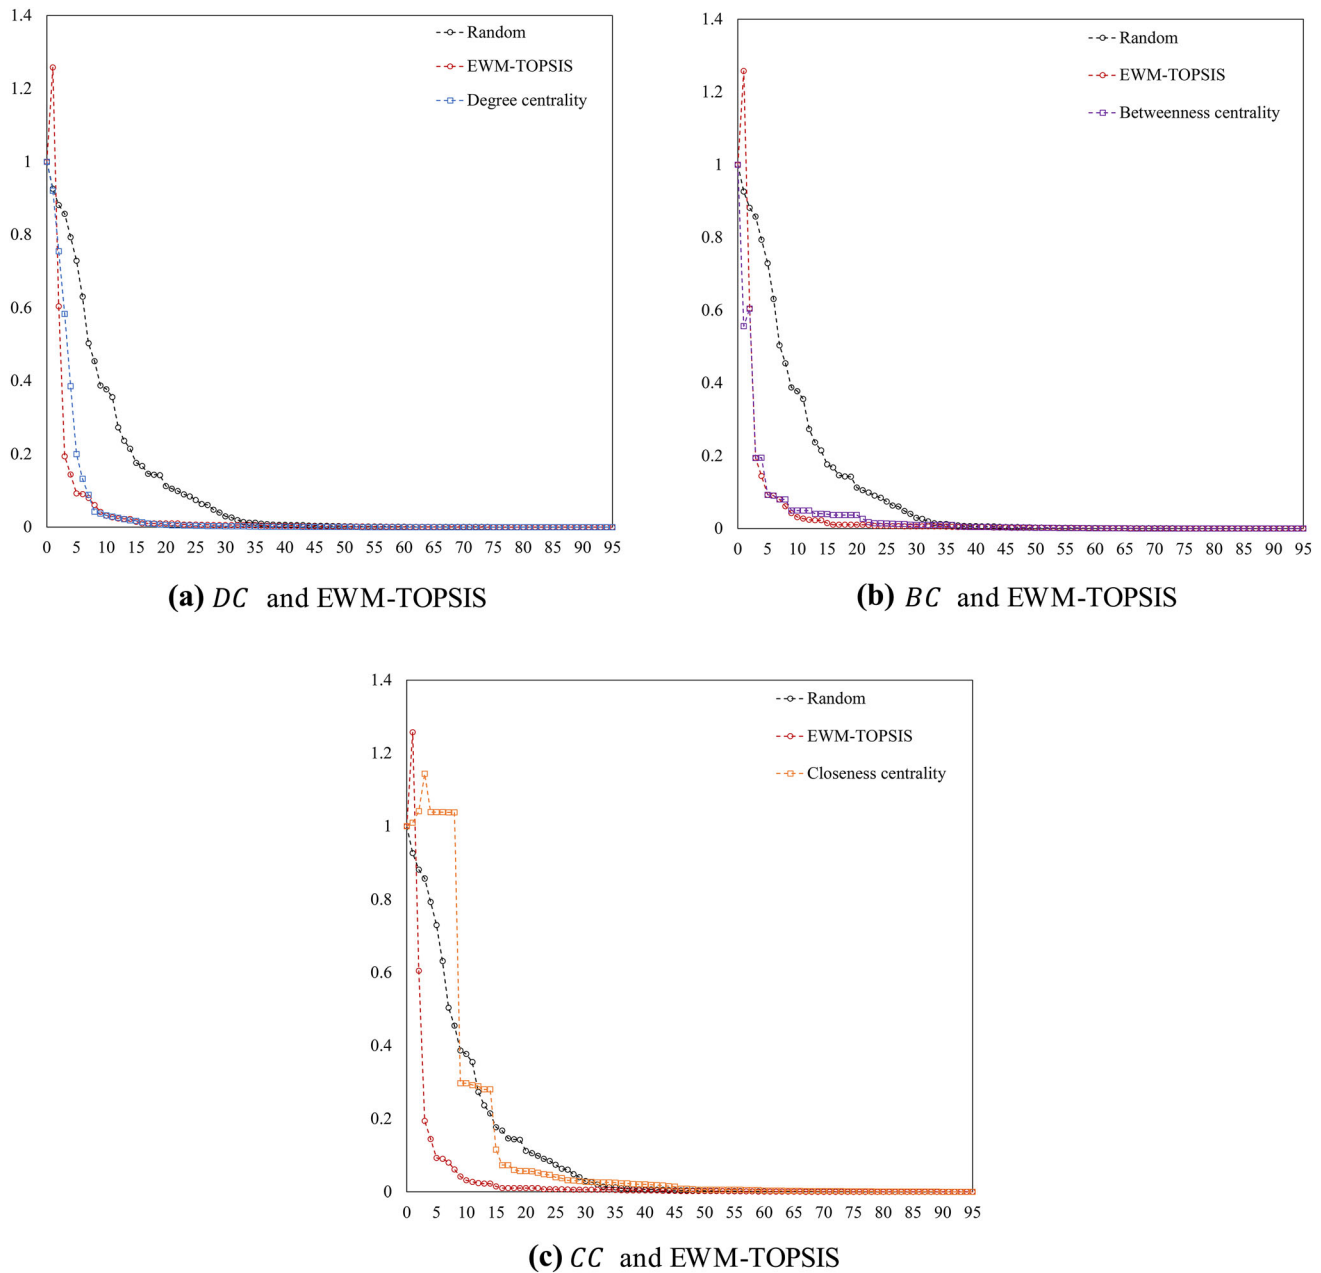 1.4
Random
EWM-TOPSIS
Degree centrality
1.2
1
0.8
0.6
0.4
0.2
0
0 5 10 15 20 25 30 35 40 45 50 55 60 65 70 75 80 85 90 95
(a) DC and EWM-TOPSIS
1.4
Random
EWM-TOPSIS
Betweenness centrality
1.2
1
0.8
0.6
0.4
0.2
0
0 5 10 15 20 25 30 35 40 45 50 55 60 65 70 75 80 85 90 95
(b) BC and EWM-TOPSIS
1.4
Random
EWM-TOPSIS
Closeness centrality
1.2
1
0.8
0.6
0.4
0.2
0
0 5 10 15 20 25 30 35 40 45 50 55 60 65 70 75 80 85 90 95
(c) CC and EWM-TOPSIS